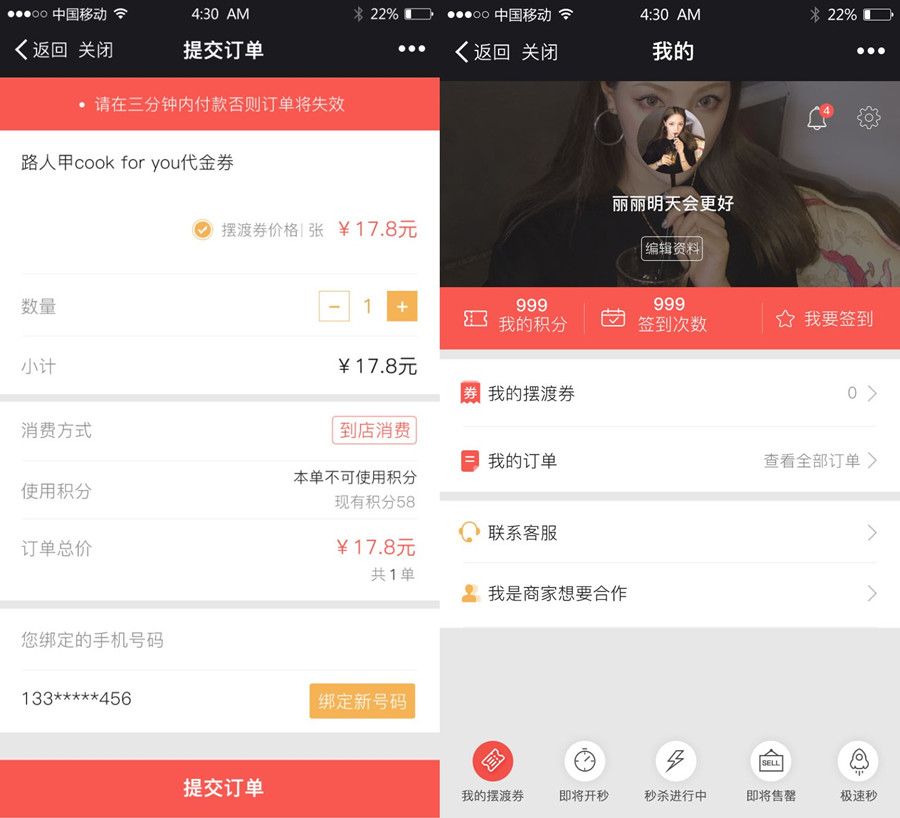 中国移动 4:30 AM 22%
返回 关闭 提交订单
请在三分钟内付款否则订单将失效
路人甲cook for you代金券
摆渡券价格| 张 ￥17.8元
数量 − 1 +
小计 ￥17.8元
消费方式 到店消费
使用积分 本单不可使用积分
现有积分58
订单总价 ￥17.8元
共 1 单
您绑定的手机号码
133*****456 绑定新号码
提交订单
中国移动 4:30 AM 22%
返回 关闭 我的
4
丽丽明天会更好
编辑资料
999 999
我的积分 签到次数 我要签到
券 我的摆渡券 0
我的订单 查看全部订单
联系客服
我是商家想要合作
SELL
我的摆渡券 即将开秒 秒杀进行中 即将售罄 极速秒